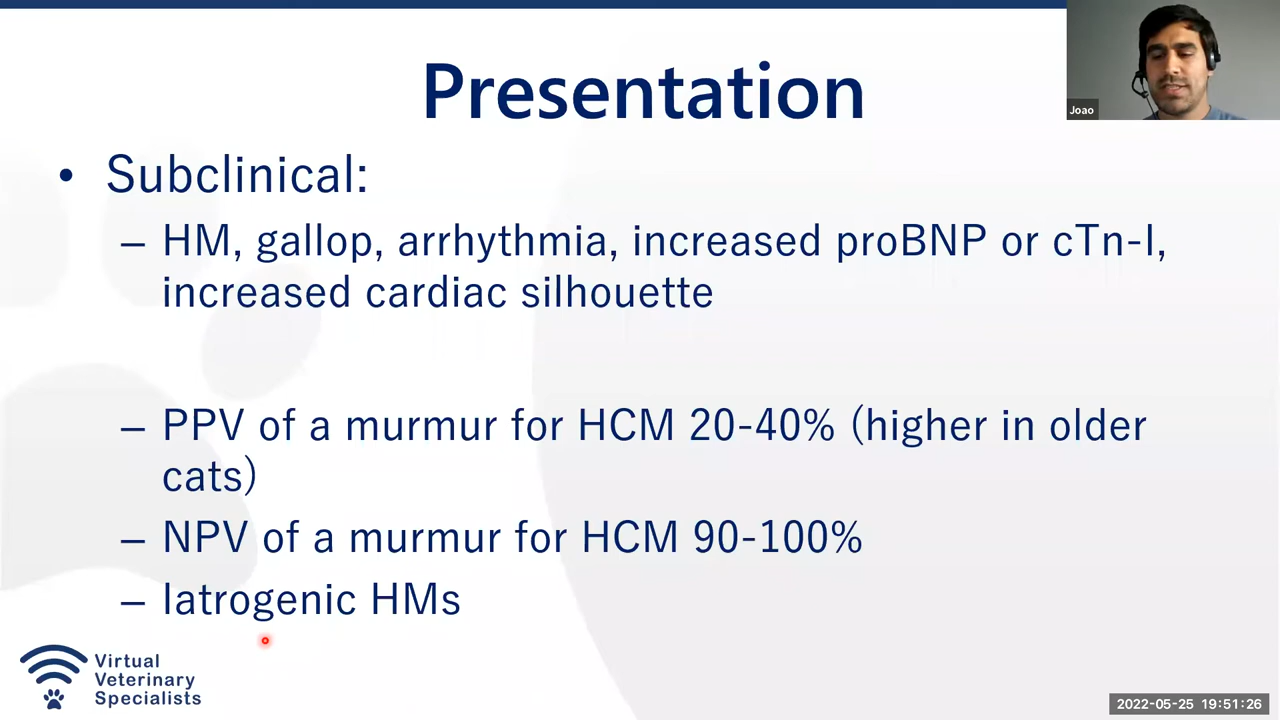 Presentation
Joao
• Subclinical:
– HM, gallop, arrhythmia, increased proBNP or cTn-I,
increased cardiac silhouette
– PPV of a murmur for HCM 20-40% (higher in older
cats)
– NPV of a murmur for HCM 90-100%
– Iatrogenic HMs
Virtual
Veterinary
Specialists
2022-05-25 19:51:26